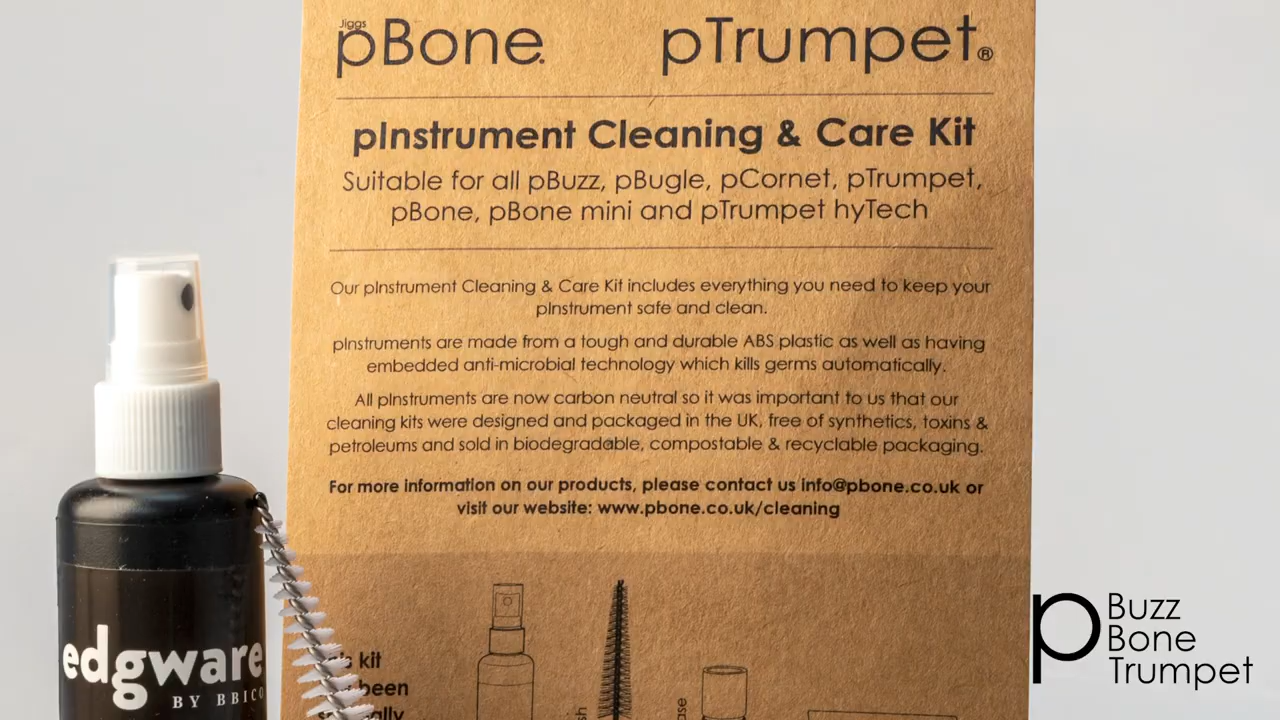 Jiggs
pBone. pTrumpet®
pInstrument Cleaning & Care Kit
Suitable for all pBuzz, pBugle, pCornet, pTrumpet,
pBone, pBone mini and pTrumpet hyTech
Our pInstrument Cleaning & Care Kit includes everything you need to keep your
pInstrument safe and clean.
pInstruments are made from a tough and durable ABS plastic as well as having
embedded anti-microbial technology which kills germs automatically.
All pInstruments are now carbon neutral so it was important to us that our
cleaning kits were designed and packaged in the UK, free of synthetics, toxins &
petroleums and sold in biodegradable, compostable & recyclable packaging.
For more information on our products, please contact us info@pbone.co.uk or
visit our website: www.pbone.co.uk/cleaning
kit
been
edgware
BY BBICO
p Buzz
Bone
Trumpet